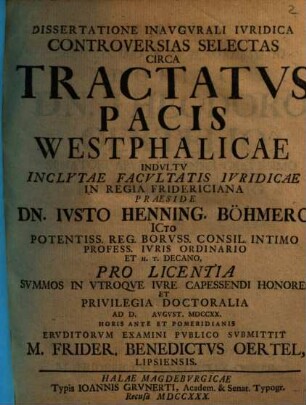 2
DISSERTATIONE INAVGVRALI IVRIDICA
CONTROVERSIAS SELECTAS
CIRCA
TRACTATVS
PACIS
WESTPHALICAE
INDVLTV
INCLVTAE FACVLTATIS IVRIDICAE
IN REGIA FRIDERICIANA
PRAESIDE
DN. IVSTO HENNING. BÖHMERO
ICTO
POTENTISS. REG. BORVSS. CONSIL. INTIMO
PROFESS. IVRIS ORDINARIO
ET n. t. DECANO,
PRO LICENTIA
SVMMOS IN VTROQVE IVRE CAPESSENDI HONORES
ET
PRIVILEGIA DOCTORALIA
AD D. AVGVST. MDCCXX.
HORIS ANTE ET POMERIDIANIS
ERVDITORVM EXAMINI PVBLICO SVBMITTIT
M. FRIDER. BENEDICTVS OERTEL,
LIPSIENSIS.
HALAE MAGDEBVRGICAE
Typis IOANNIS GRVNERTI, Academ. & Senat. Typogr.
Recusa MDCCXXX.